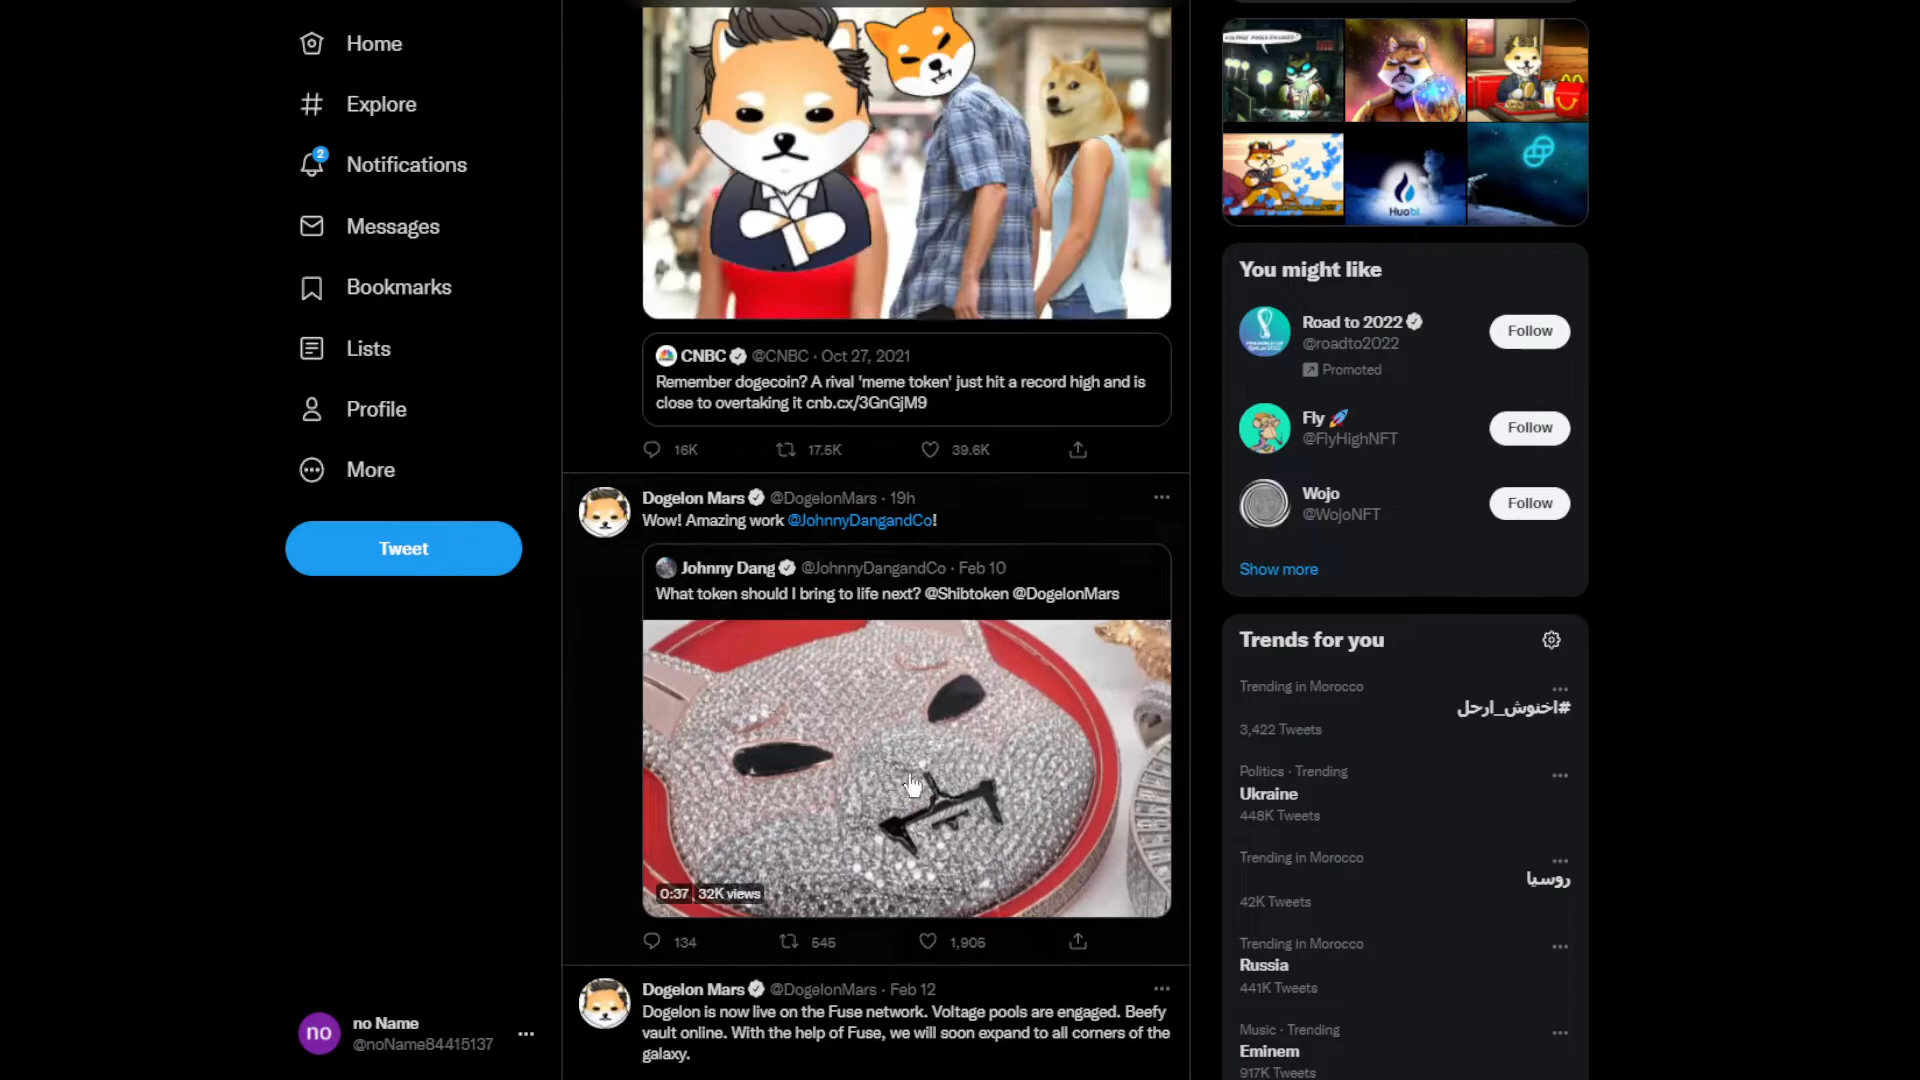 Home
Explore
2
Notifications
Messages
Bookmarks
Lists
Profile
More
Tweet
no
no Name
@noName84415137
CNBC @CNBC · Oct 27, 2021
Remember dogecoin? A rival 'meme token' just hit a record high and is
close to overtaking it cnb.cx/3GnGjM9
16K 17.5K 39.6K
Dogelon Mars @DogelonMars · 19h
Wow! Amazing work @JohnnyDangandCo!
Johnny Dang @JohnnyDangandCo · Feb 10
What token should I bring to life next? @Shibtoken @DogelonMars
0:37 32K views
134 545 1,905
Dogelon Mars @DogelonMars · Feb 12
Dogelon is now live on the Fuse network. Voltage pools are engaged. Beefy
vault online. With the help of Fuse, we will soon expand to all corners of the
galaxy.
Huobi
You might like
Road to 2022
@roadto2022
Promoted
Follow
Fly 🚀
@FlyHighNFT
Follow
Wojo
@WojoNFT
Follow
Show more
Trends for you
Trending in Morocco
#اخنوش_ارحل
3,422 Tweets
Politics · Trending
Ukraine
448K Tweets
Trending in Morocco
روسيا
42K Tweets
Trending in Morocco
Russia
441K Tweets
Music · Trending
Eminem
917K Tweets